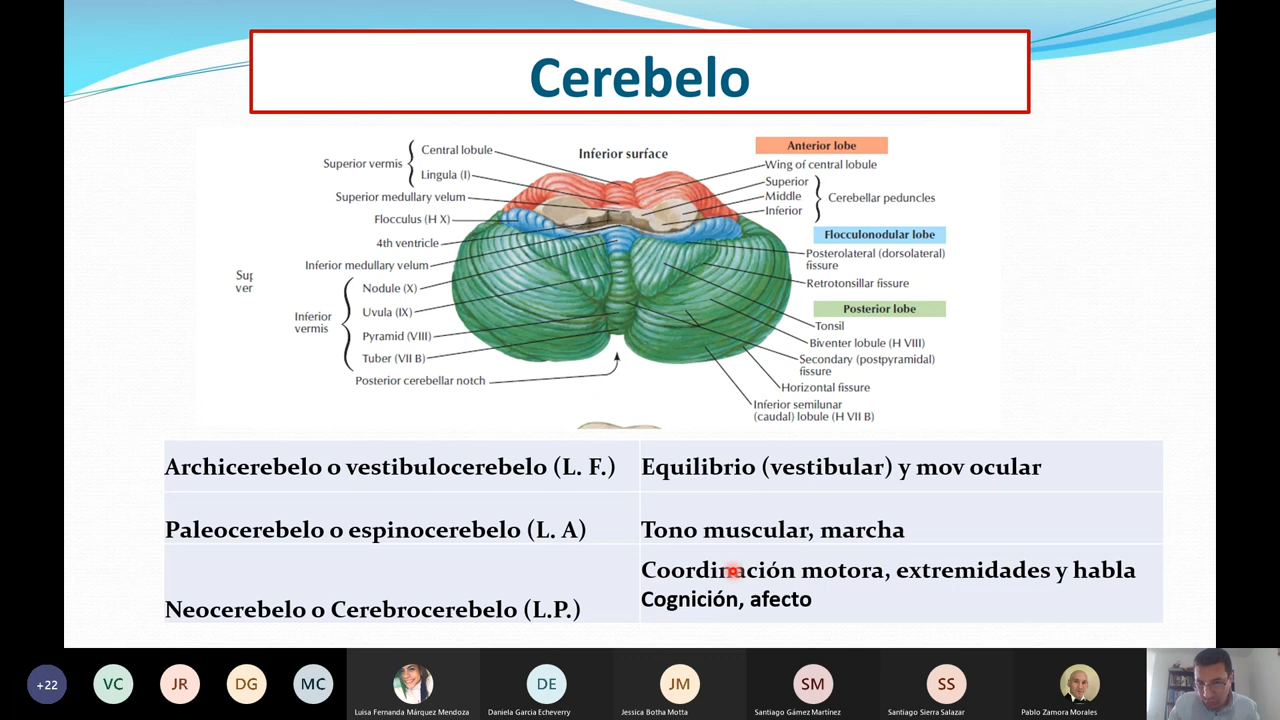 Cerebelo
Inferior surface
Central lobule
Superior vermis
Lingula (I)
Superior medullary velum
Flocculus (H X)
4th ventricle
Inferior medullary velum
Sup
ver
Nodule (X)
Uvula (IX)
Inferior
vermis
Pyramid (VIII)
Tuber (VII B)
Posterior cerebellar notch
Anterior lobe
Wing of central lobule
Superior
Middle
Inferior
Cerebellar peduncles
Flocculonodular lobe
Posterolateral (dorsolateral)
fissure
Retrotonsillar fissure
Posterior lobe
Tonsil
Biventer lobule (H VIII)
Secondary (postpyramidal)
fissure
Horizontal fissure
Inferior semilunar
(caudal) lobule (H VII B)
Archicerebelo o vestibulocerebelo (L. F.)
Equilibrio (vestibular) y mov ocular
Paleocerebelo o espinocerebelo (L. A)
Tono muscular, marcha
Neocerebelo o Cerebrocerebelo (L.P.)
Coordinación motora, extremidades y habla
Cognición, afecto
+22
VC
JR
DG
MC
Luisa Fernanda Márquez Mendoza
DE
Daniela Garcia Echeverry
JM
Jessica Botha Motta
SM
Santiago Gámez Martínez
SS
Santiago Sierra Salazar
Pablo Zamora Morales